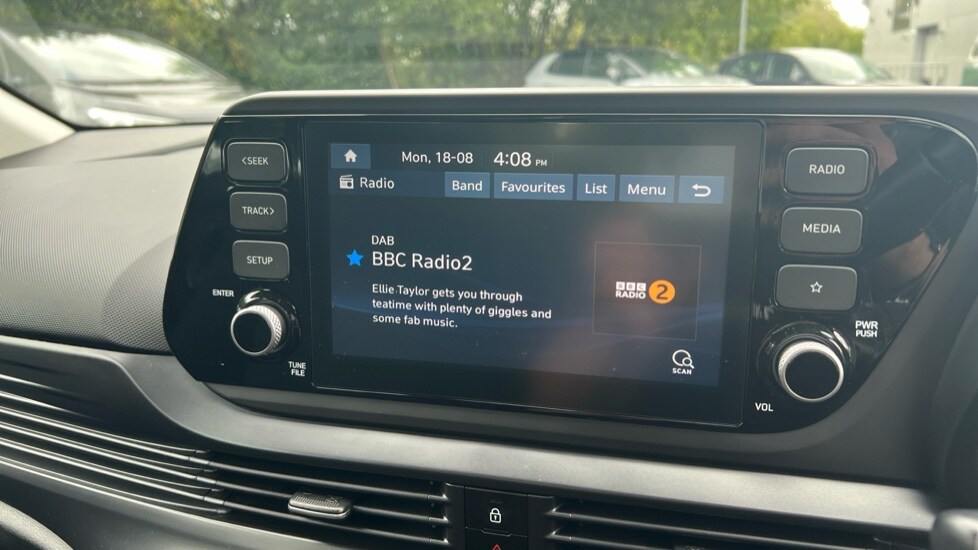 <SEEK
TRACK>
SETUP
ENTER
TUNE
FILE
Mon, 18-08 4:08 PM
Radio Band Favourites List Menu
DAB
BBC Radio2
Ellie Taylor gets you through
teatime with plenty of giggles and
some fab music.
BBC
RADIO 2
SCAN
RADIO
MEDIA
PWR
PUSH
VOL